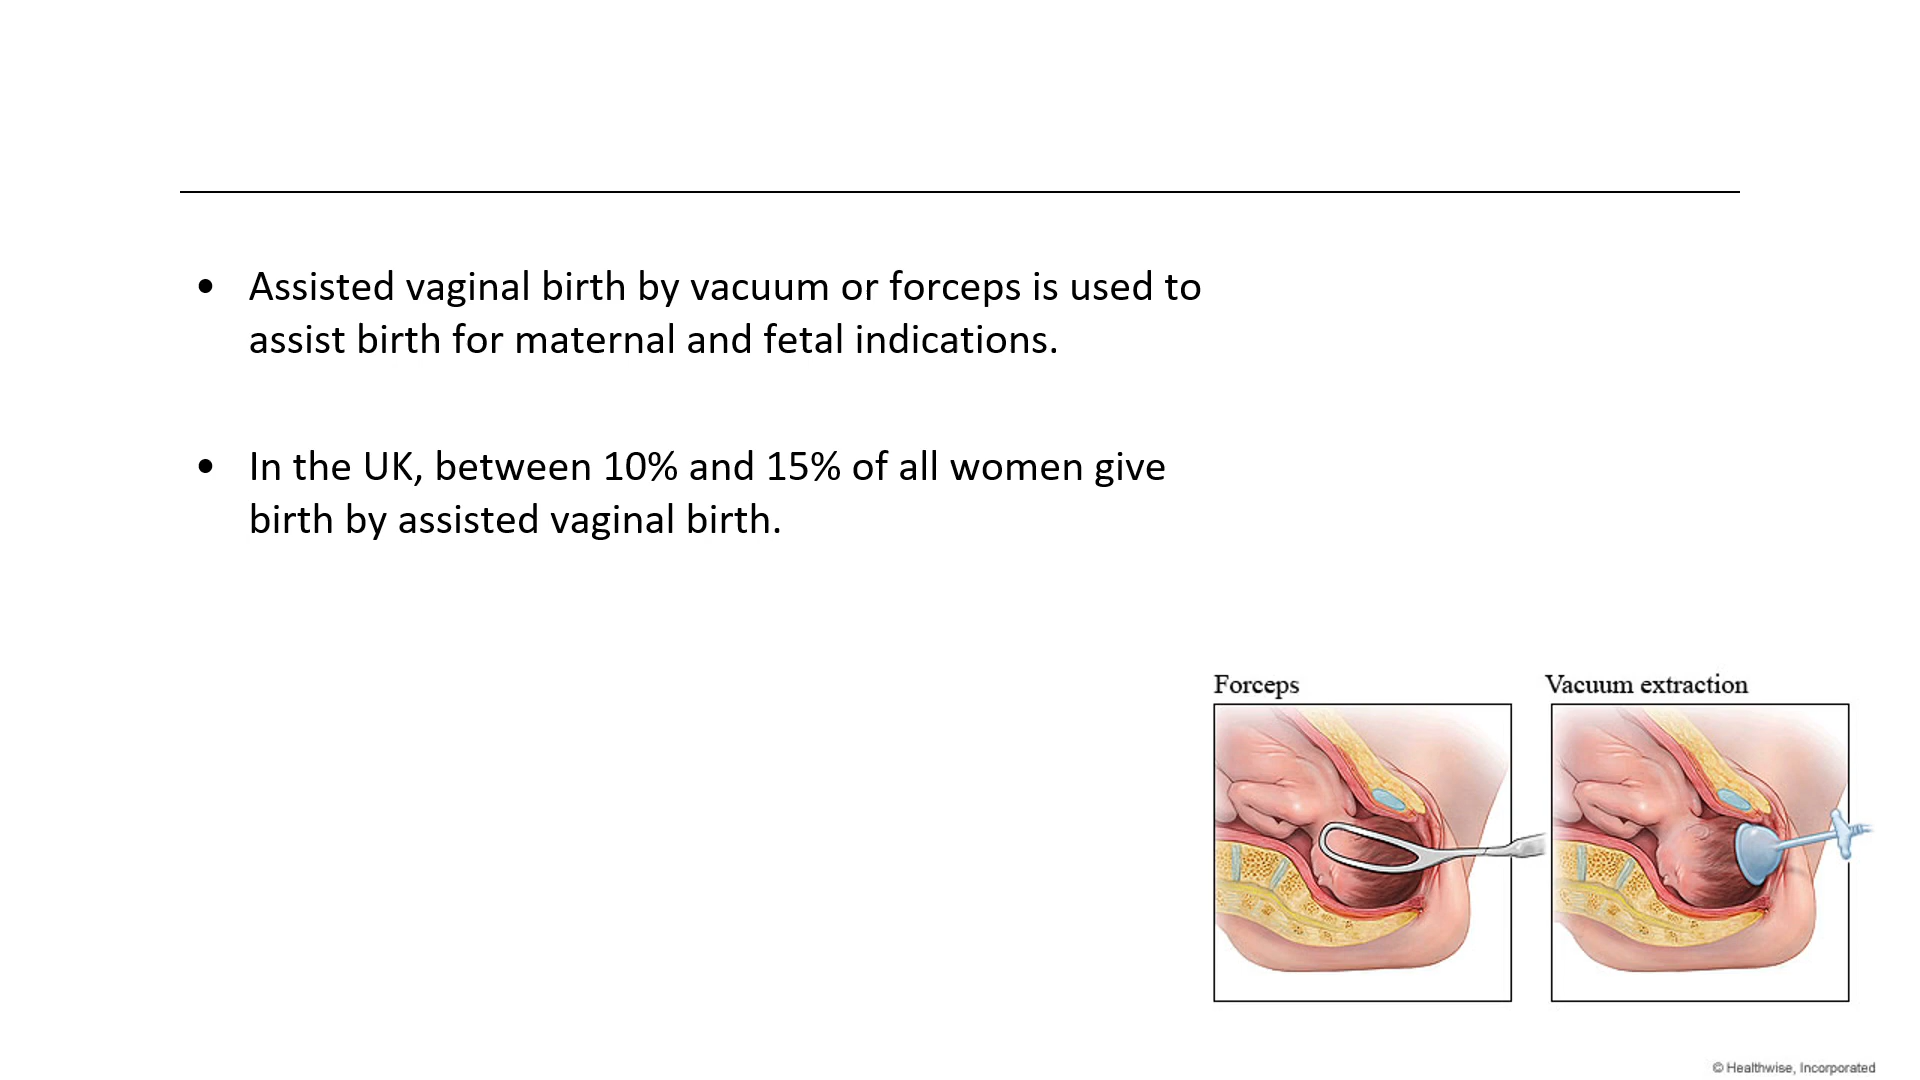 • Assisted vaginal birth by vacuum or forceps is used to
assist birth for maternal and fetal indications.
• In the UK, between 10% and 15% of all women give
birth by assisted vaginal birth.
Forceps
Vacuum extraction
© Healthwise, Incorporated